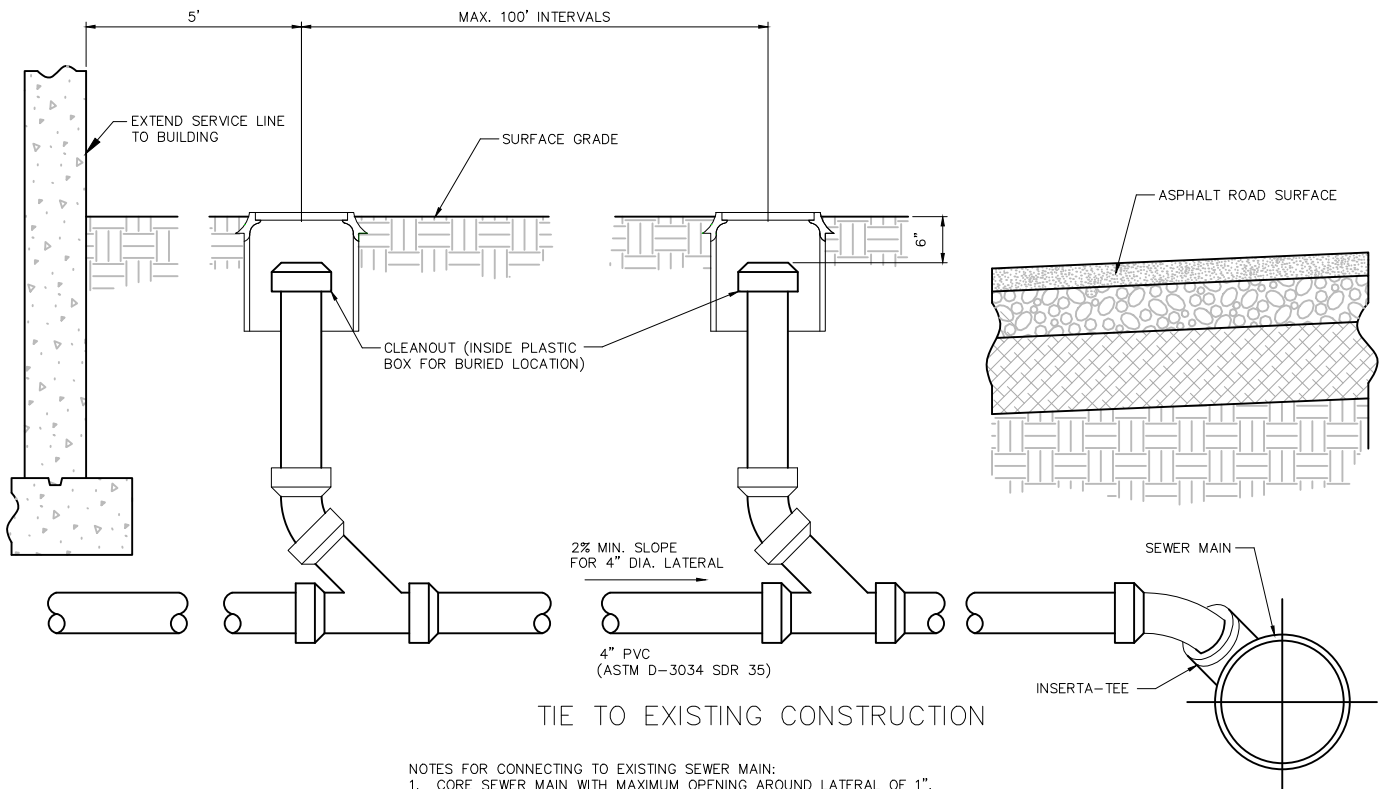 5'
MAX. 100' INTERVALS
EXTEND SERVICE LINE
TO BUILDING
SURFACE GRADE
ASPHALT ROAD SURFACE
6"
CLEANOUT (INSIDE PLASTIC
BOX FOR BURIED LOCATION)
2% MIN. SLOPE
FOR 4" DIA. LATERAL
SEWER MAIN
4" PVC
(ASTM D-3034 SDR 35)
INSERTA-TEE
TIE TO EXISTING CONSTRUCTION
NOTES FOR CONNECTING TO EXISTING SEWER MAIN:
1. CORE SEWER MAIN WITH MAXIMUM OPENING AROUND LATERAL OF 1".